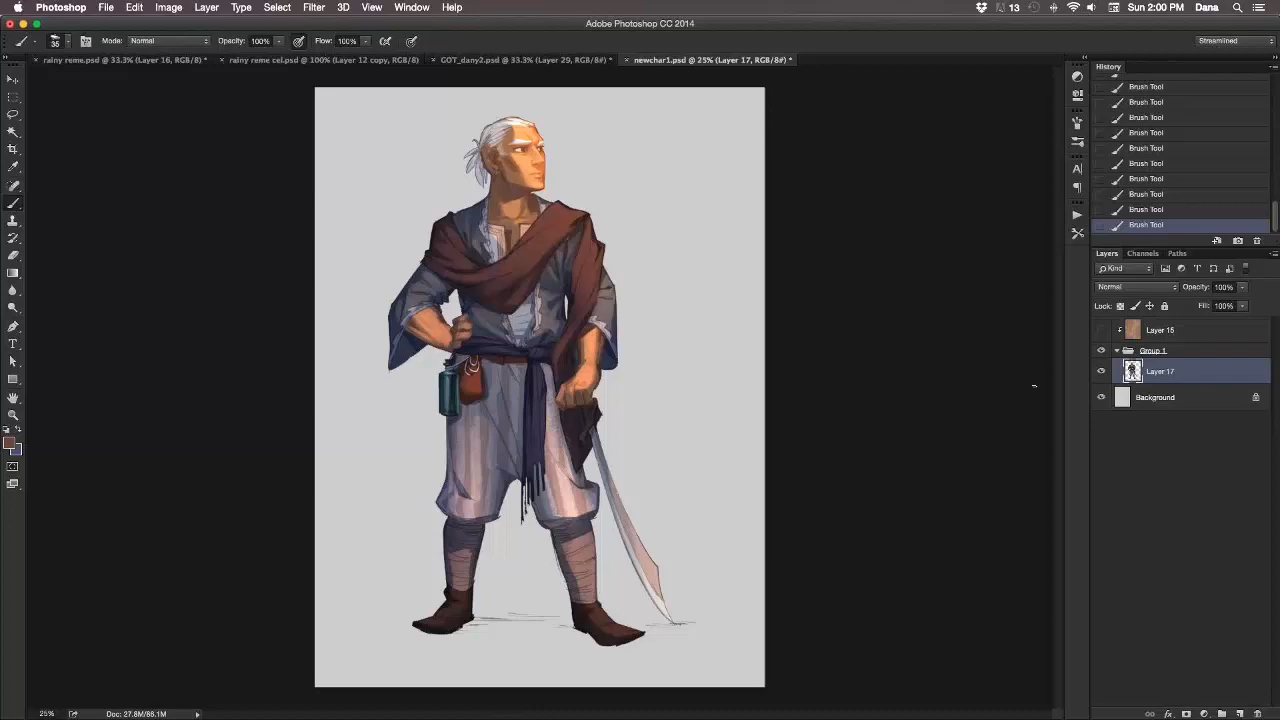 Photoshop File Edit Image Layer Type Select Filter 3D View Window Help 13 Sun 2:00 PM Dana
Adobe Photoshop CC 2014
35 Mode: Normal Opacity: 100% Flow: 100% Streamlined
× rainy reme.psd @ 33.3% (Layer 16, RGB/8) * × rainy reme cel.psd @ 100% (Layer 12 copy, RGB/8) × GOT_dany2.psd @ 33.3% (Layer 29, RGB/8#) * × newchar1.psd @ 25% (Layer 17, RGB/8#) *
History
Brush Tool
Brush Tool
Brush Tool
Brush Tool
Brush Tool
Brush Tool
Brush Tool
Brush Tool
Brush Tool
Brush Tool
Layers Channels Paths
Kind
Normal Opacity: 100%
Lock: Fill: 100%
Layer 15
Group 1
Layer 17
Background
25% Doc: 27.8M/86.1M